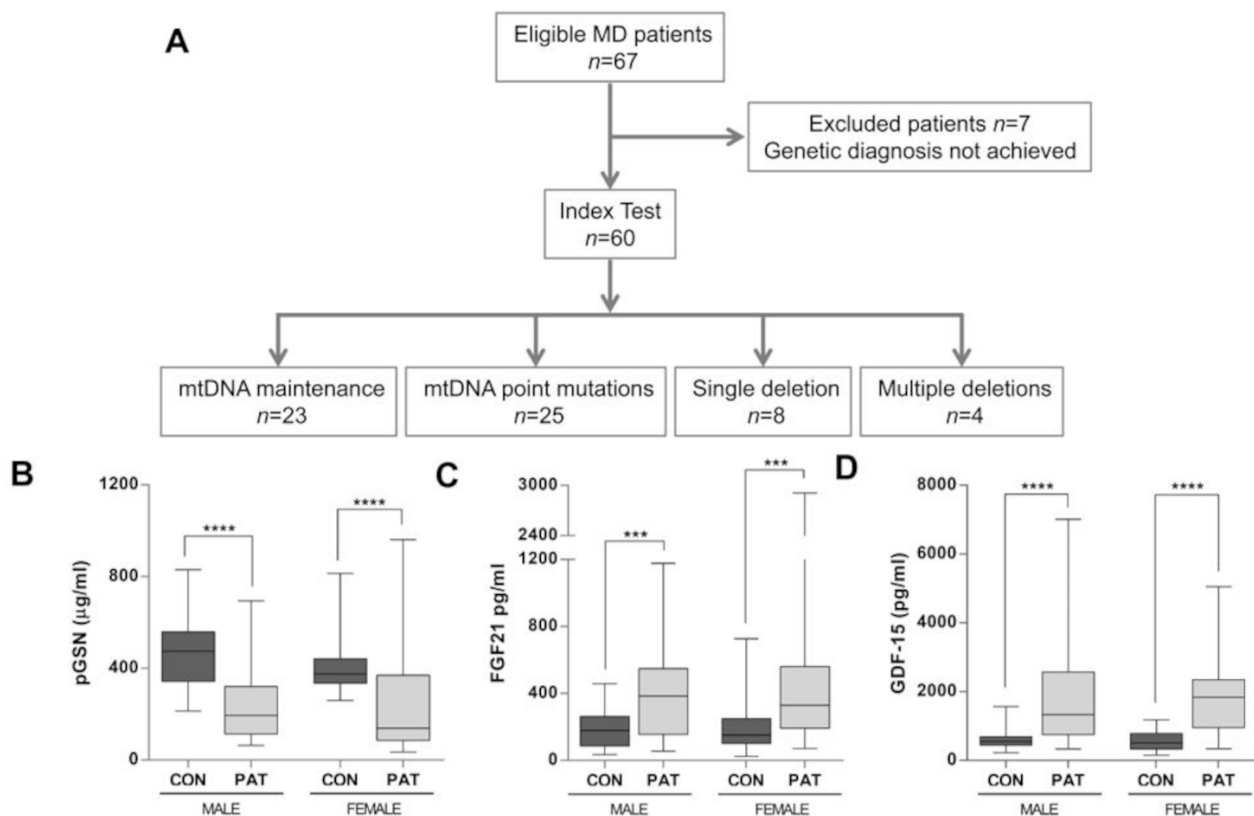 A
Eligible MD patients
n=67
Excluded patients n=7
Genetic diagnosis not achieved
Index Test
n=60
mtDNA maintenance
n=23
mtDNA point mutations
n=25
Single deletion
n=8
Multiple deletions
n=4
B
pGSN (µg/ml)
1200
800
400
0
****
****
CON PAT CON PAT
MALE FEMALE
C
FGF21 pg/ml
3000
2400
1200
800
400
0
***
***
CON PAT CON PAT
MALE FEMALE
D
GDF-15 (pg/ml)
8000
6000
4000
2000
0
****
****
CON PAT CON PAT
MALE FEMALE